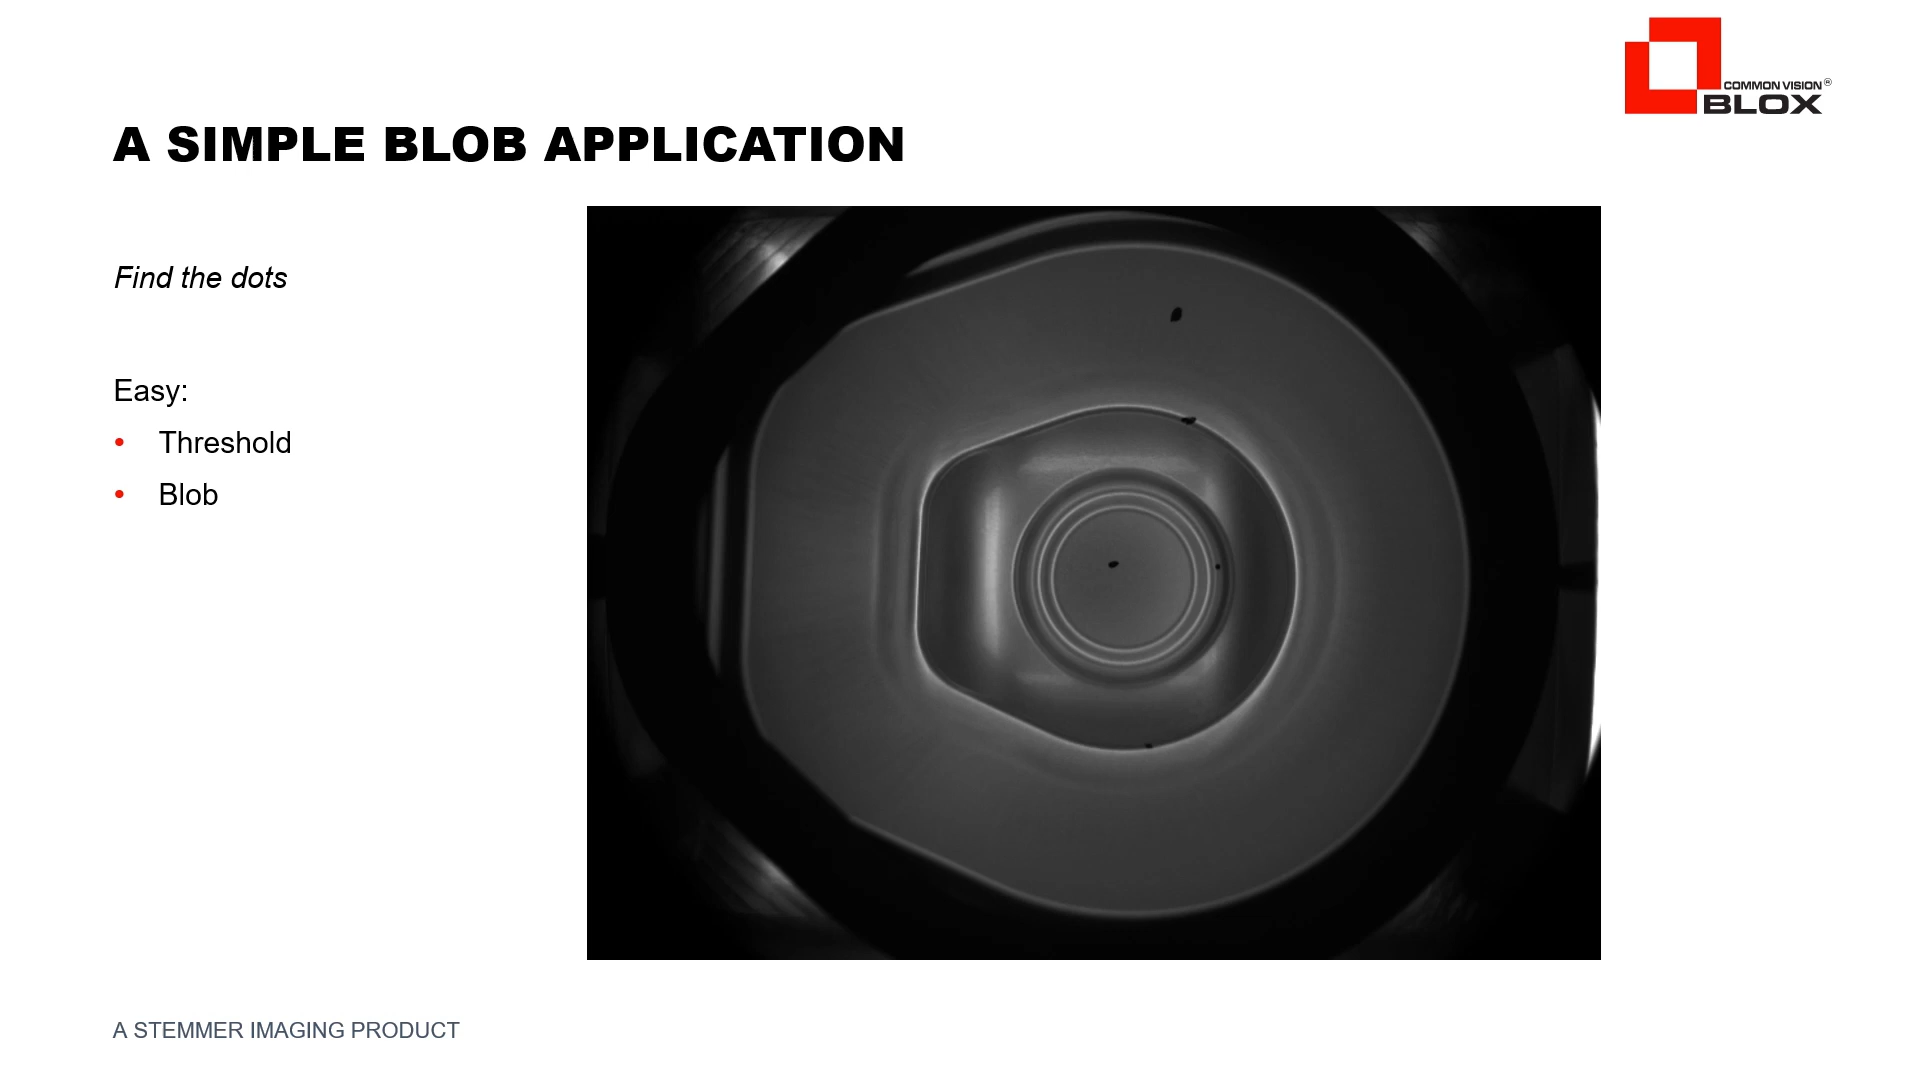 COMMON VISION®
BLOX
A SIMPLE BLOB APPLICATION
Find the dots
Easy:
• Threshold
• Blob
A STEMMER IMAGING PRODUCT